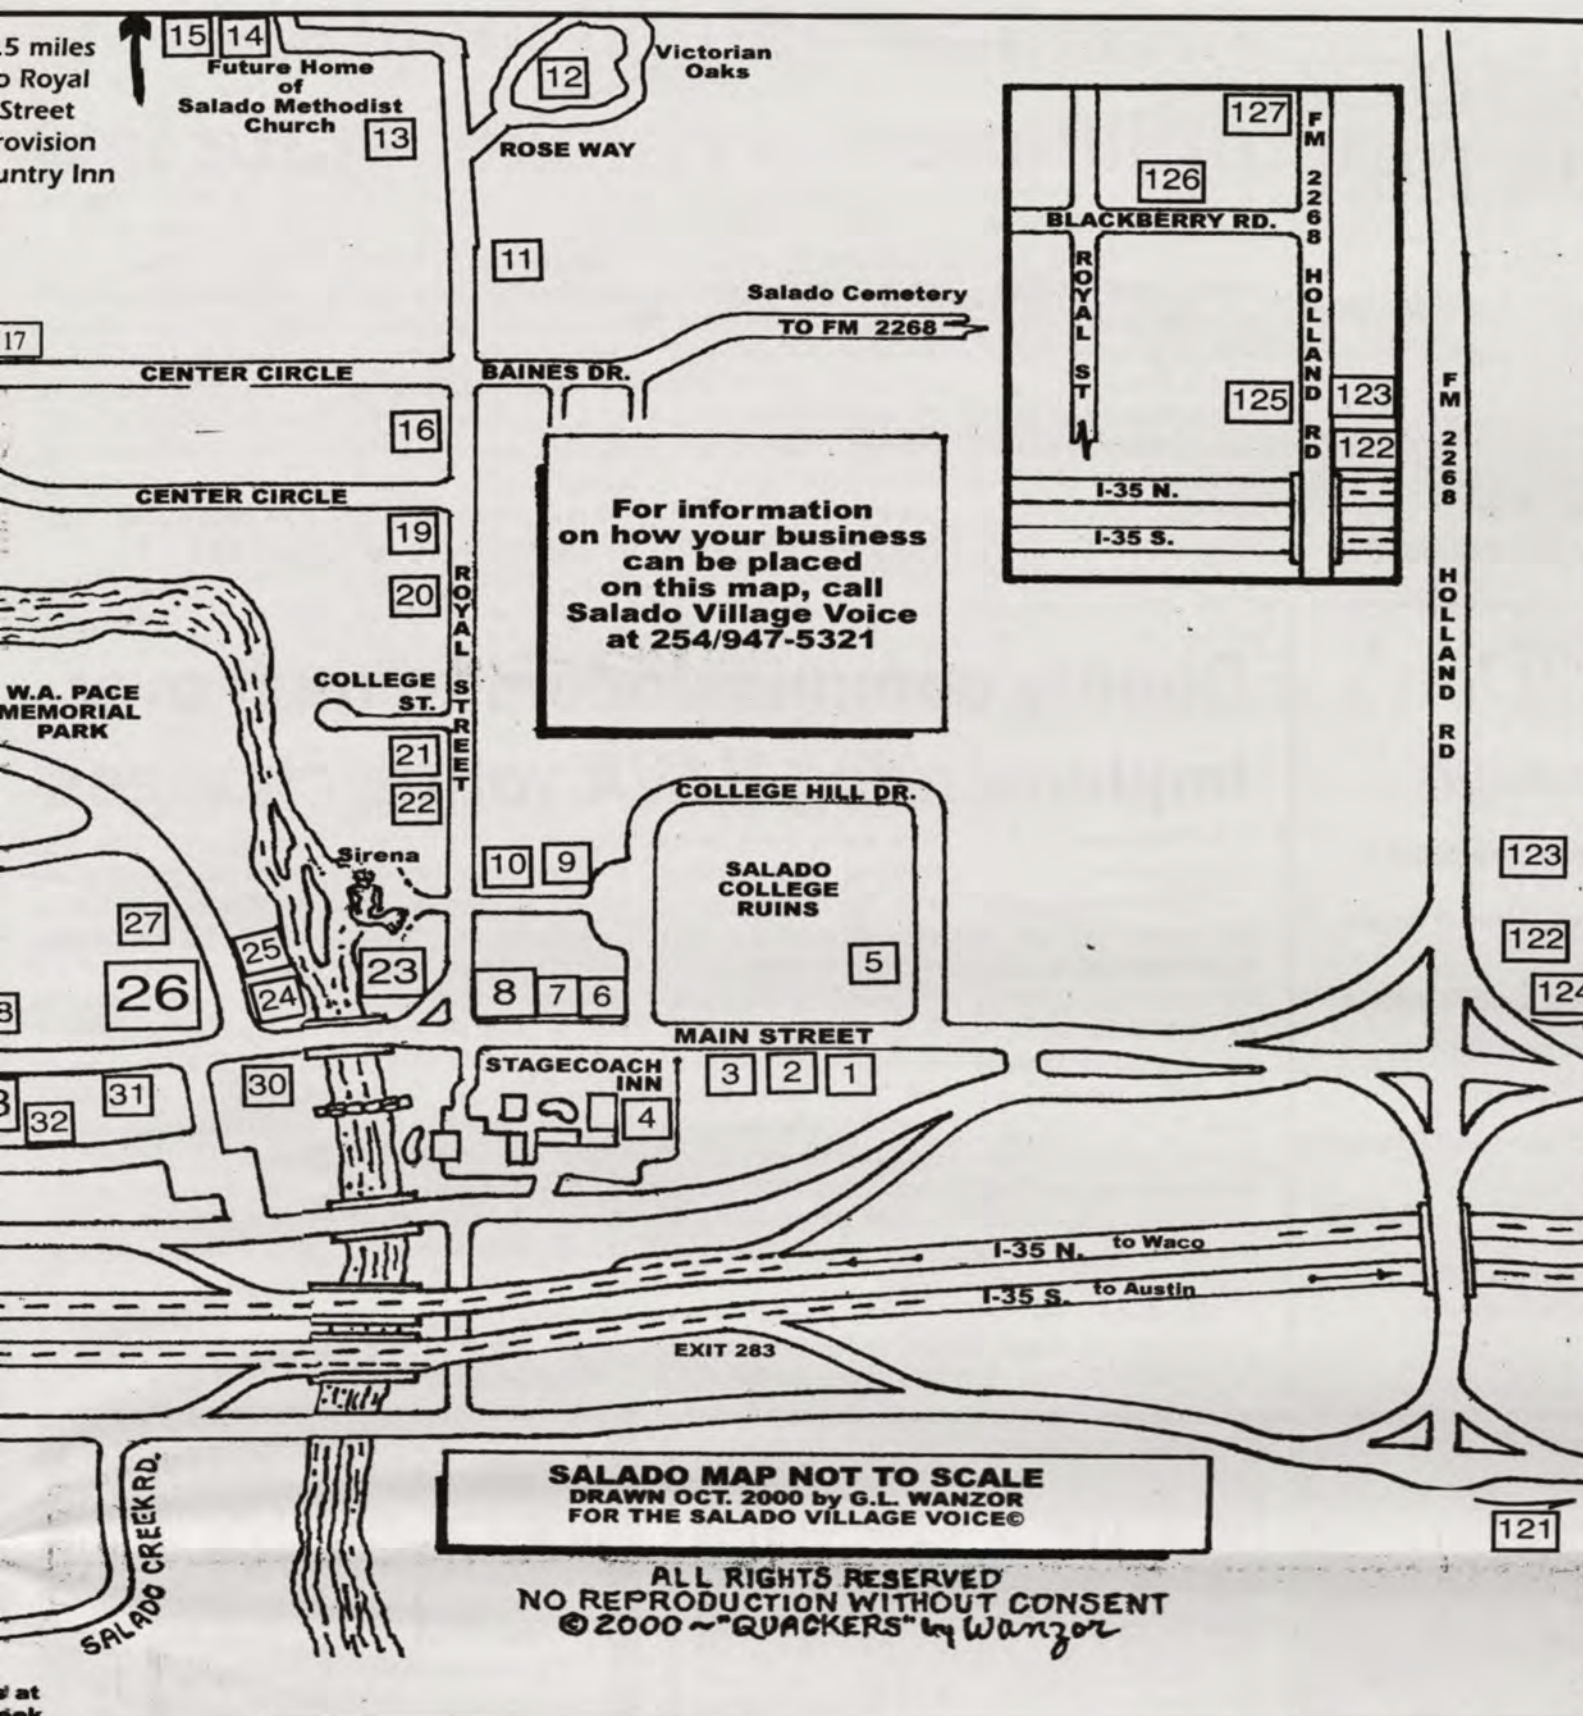 .5 miles
o Royal
Street
rovision
untry Inn
15
14
Future Home
of
Salado Methodist
Church
13
12
Victorian
Oaks
ROSE WAY
11
17
CENTER CIRCLE
BAINES DR.
Salado Cemetery
TO FM 2268
16
CENTER CIRCLE
19
20
ROYAL STREET
COLLEGE
ST.
21
22
W.A. PACE
MEMORIAL
PARK
For information
on how your business
can be placed
on this map, call
Salado Village Voice
at 254/947-5321
127
126
BLACKBERRY RD.
ROYAL ST
FM 2268 HOLLAND RD
125
123
122
I-35 N.
I-35 S.
FM 2268 HOLLAND RD
COLLEGE HILL DR.
SALADO
COLLEGE
RUINS
5
Sirena
10
9
27
25
24
26
23
8
7
6
8
123
122
124
MAIN STREET
STAGECOACH
INN
3
2
1
4
30
31
32
3
I-35 N.
to Waco
I-35 S.
to Austin
EXIT 283
SALADO CREEK RD.
SALADO MAP NOT TO SCALE
DRAWN OCT. 2000 by G.L. WANZOR
FOR THE SALADO VILLAGE VOICE©
121
ALL RIGHTS RESERVED
NO REPRODUCTION WITHOUT CONSENT
©2000~"QUACKERS" by Wanzor
at